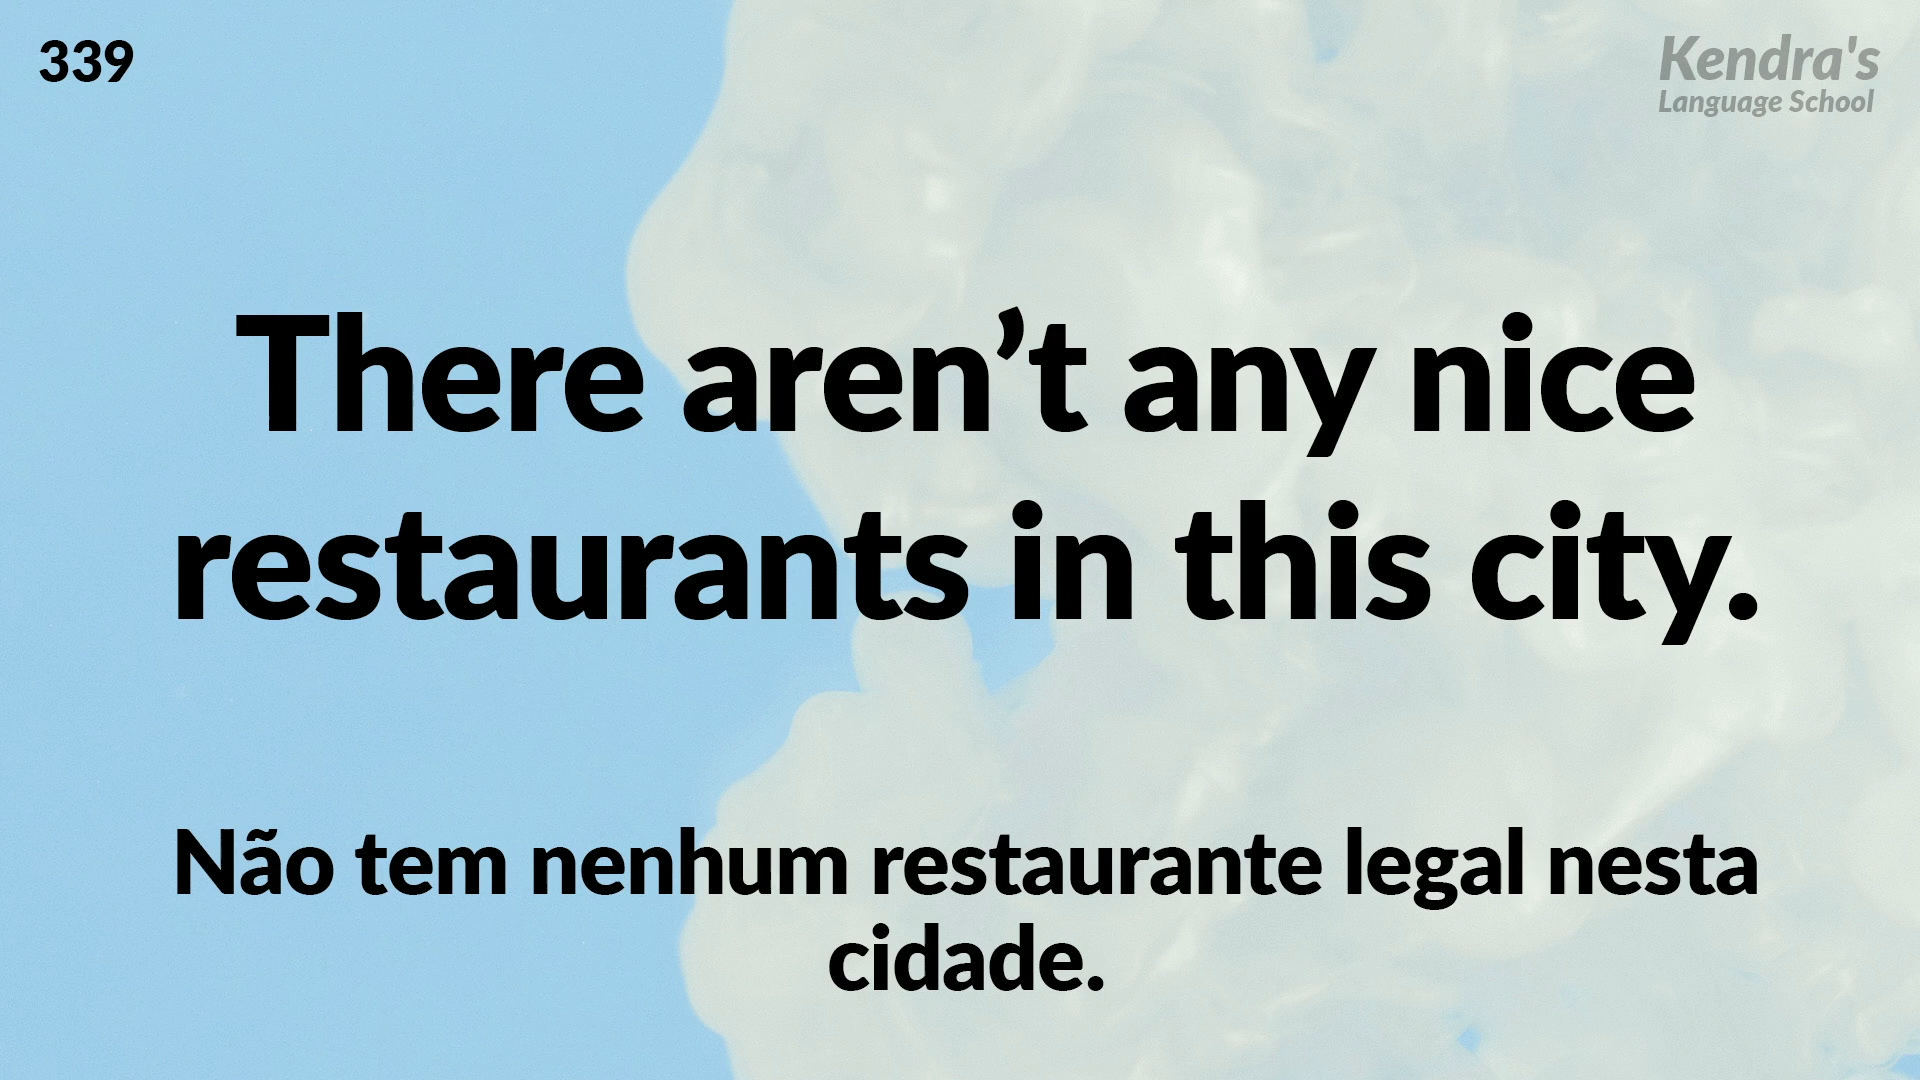 339
Kendra's
Language School
There aren’t any nice
restaurants in this city.
Não tem nenhum restaurante legal nesta
cidade.